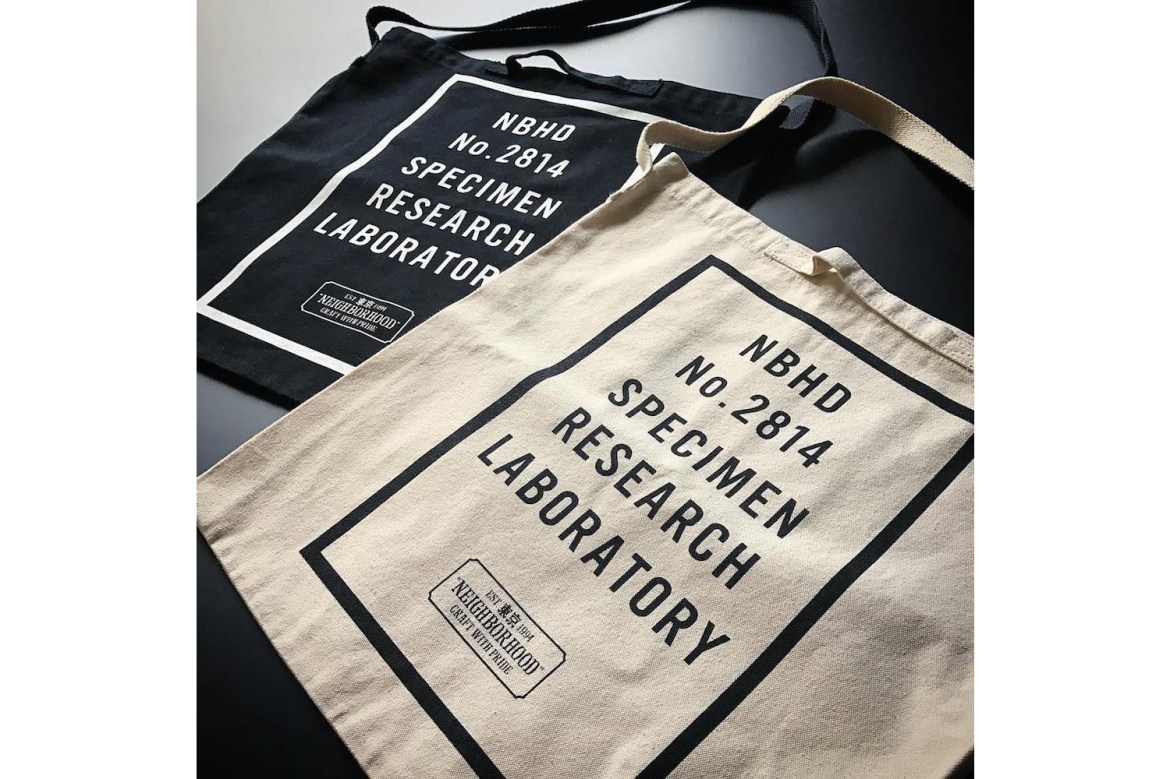 NBHD
No. 2814
SPECIMEN
RESEARCH
LABORATOR
EST 東京 1994
"NEIGHBORHOOD"
CRAFT WITH PRIDE
NBHD
No. 2814
SPECIMEN
RESEARCH
LABORATORY
EST 東京 1994
"NEIGHBORHOOD"
CRAFT WITH PRIDE